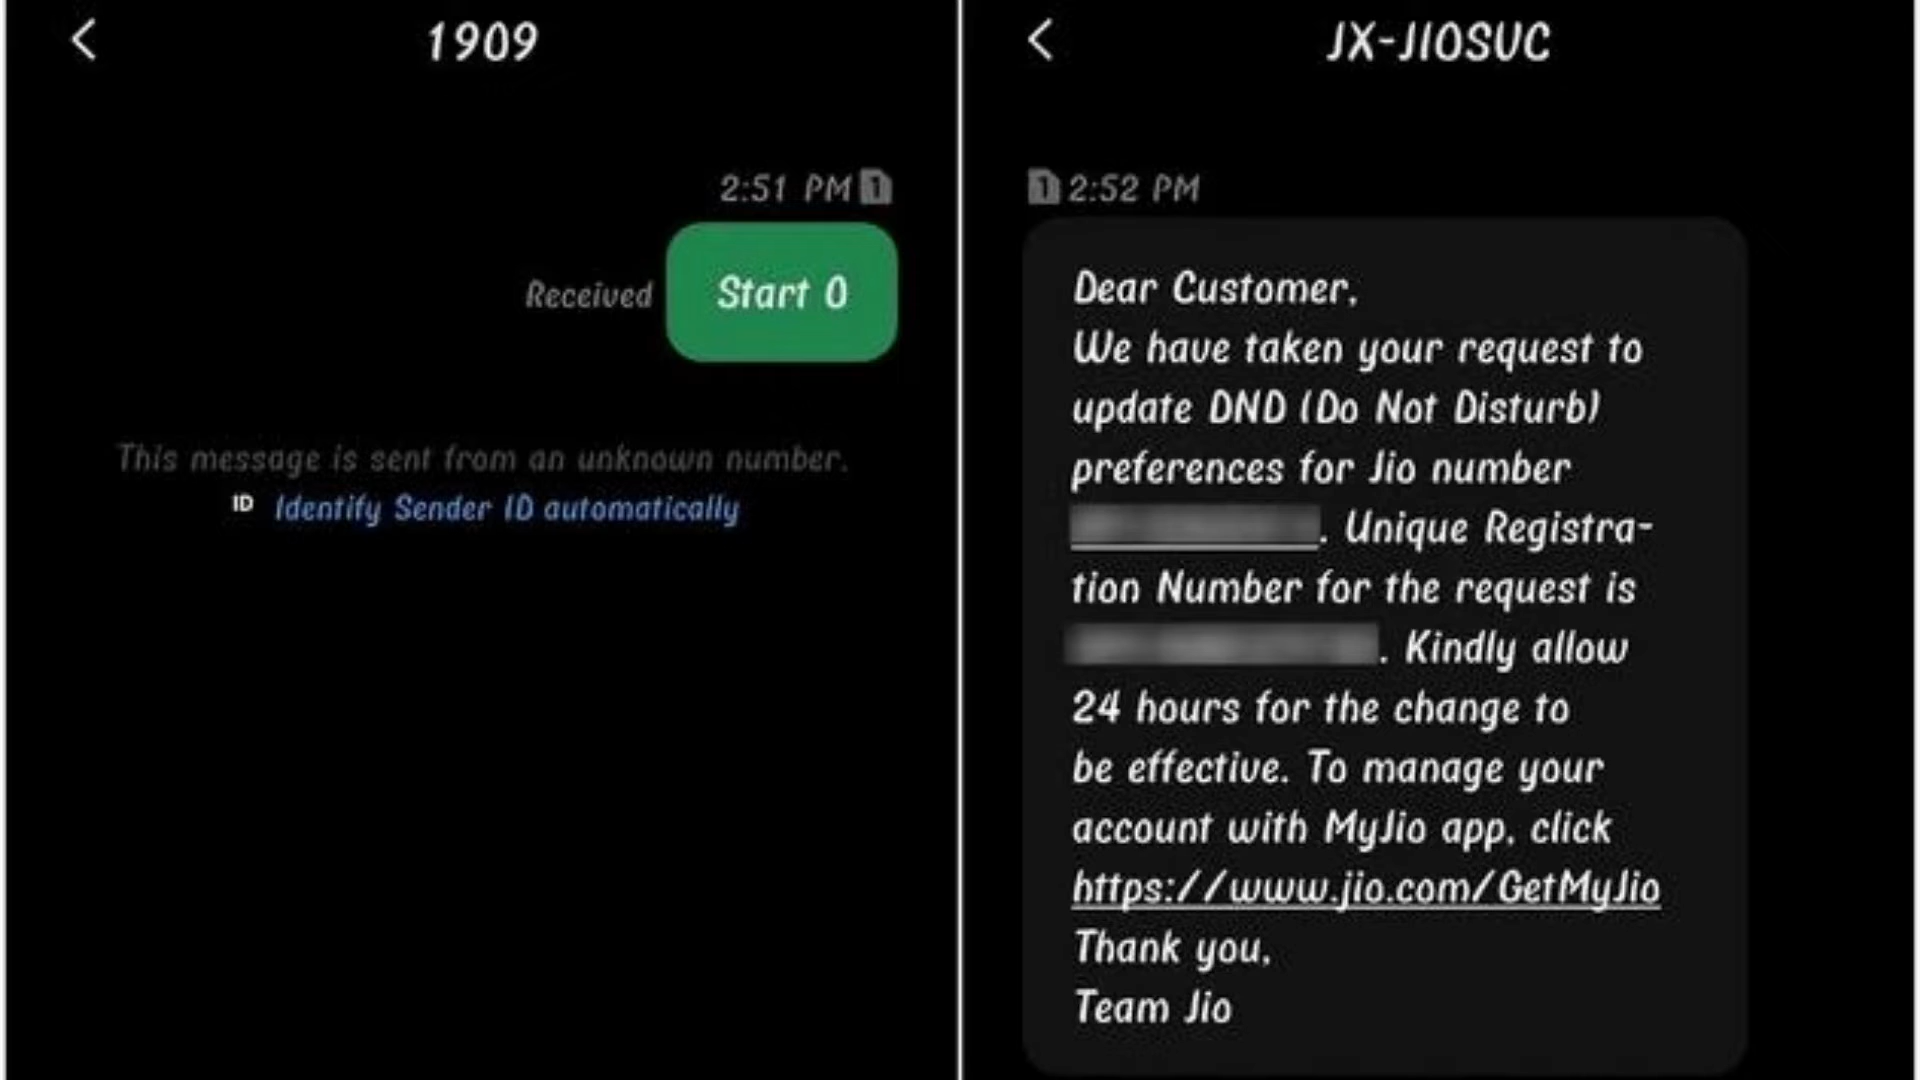 1909
2:51 PM 1
Received
Start 0
This message is sent from an unknown number.
ID Identify Sender ID automatically
JX-JIOSVC
1 2:52 PM
Dear Customer,
We have taken your request to
update DND (Do Not Disturb)
preferences for Jio number
. Unique Registra-
tion Number for the request is
. Kindly allow
24 hours for the change to
be effective. To manage your
account with MyJio app, click
https://www.jio.com/GetMyJio
Thank you,
Team Jio